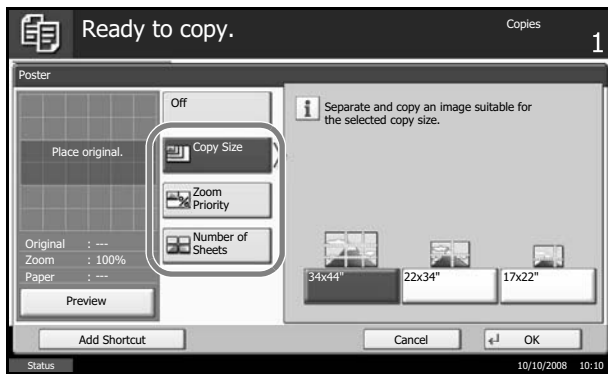 Ready to copy.
Copies
1
Poster
Off
Place original.
Copy Size
Zoom
Priority
Number of
Sheets
Original : ---
Zoom : 100%
Paper : ---
Preview
i
Separate and copy an image suitable for
the selected copy size.
34x44"
22x34"
17x22"
Add Shortcut
Cancel
OK
Status
10/10/2008 10:10